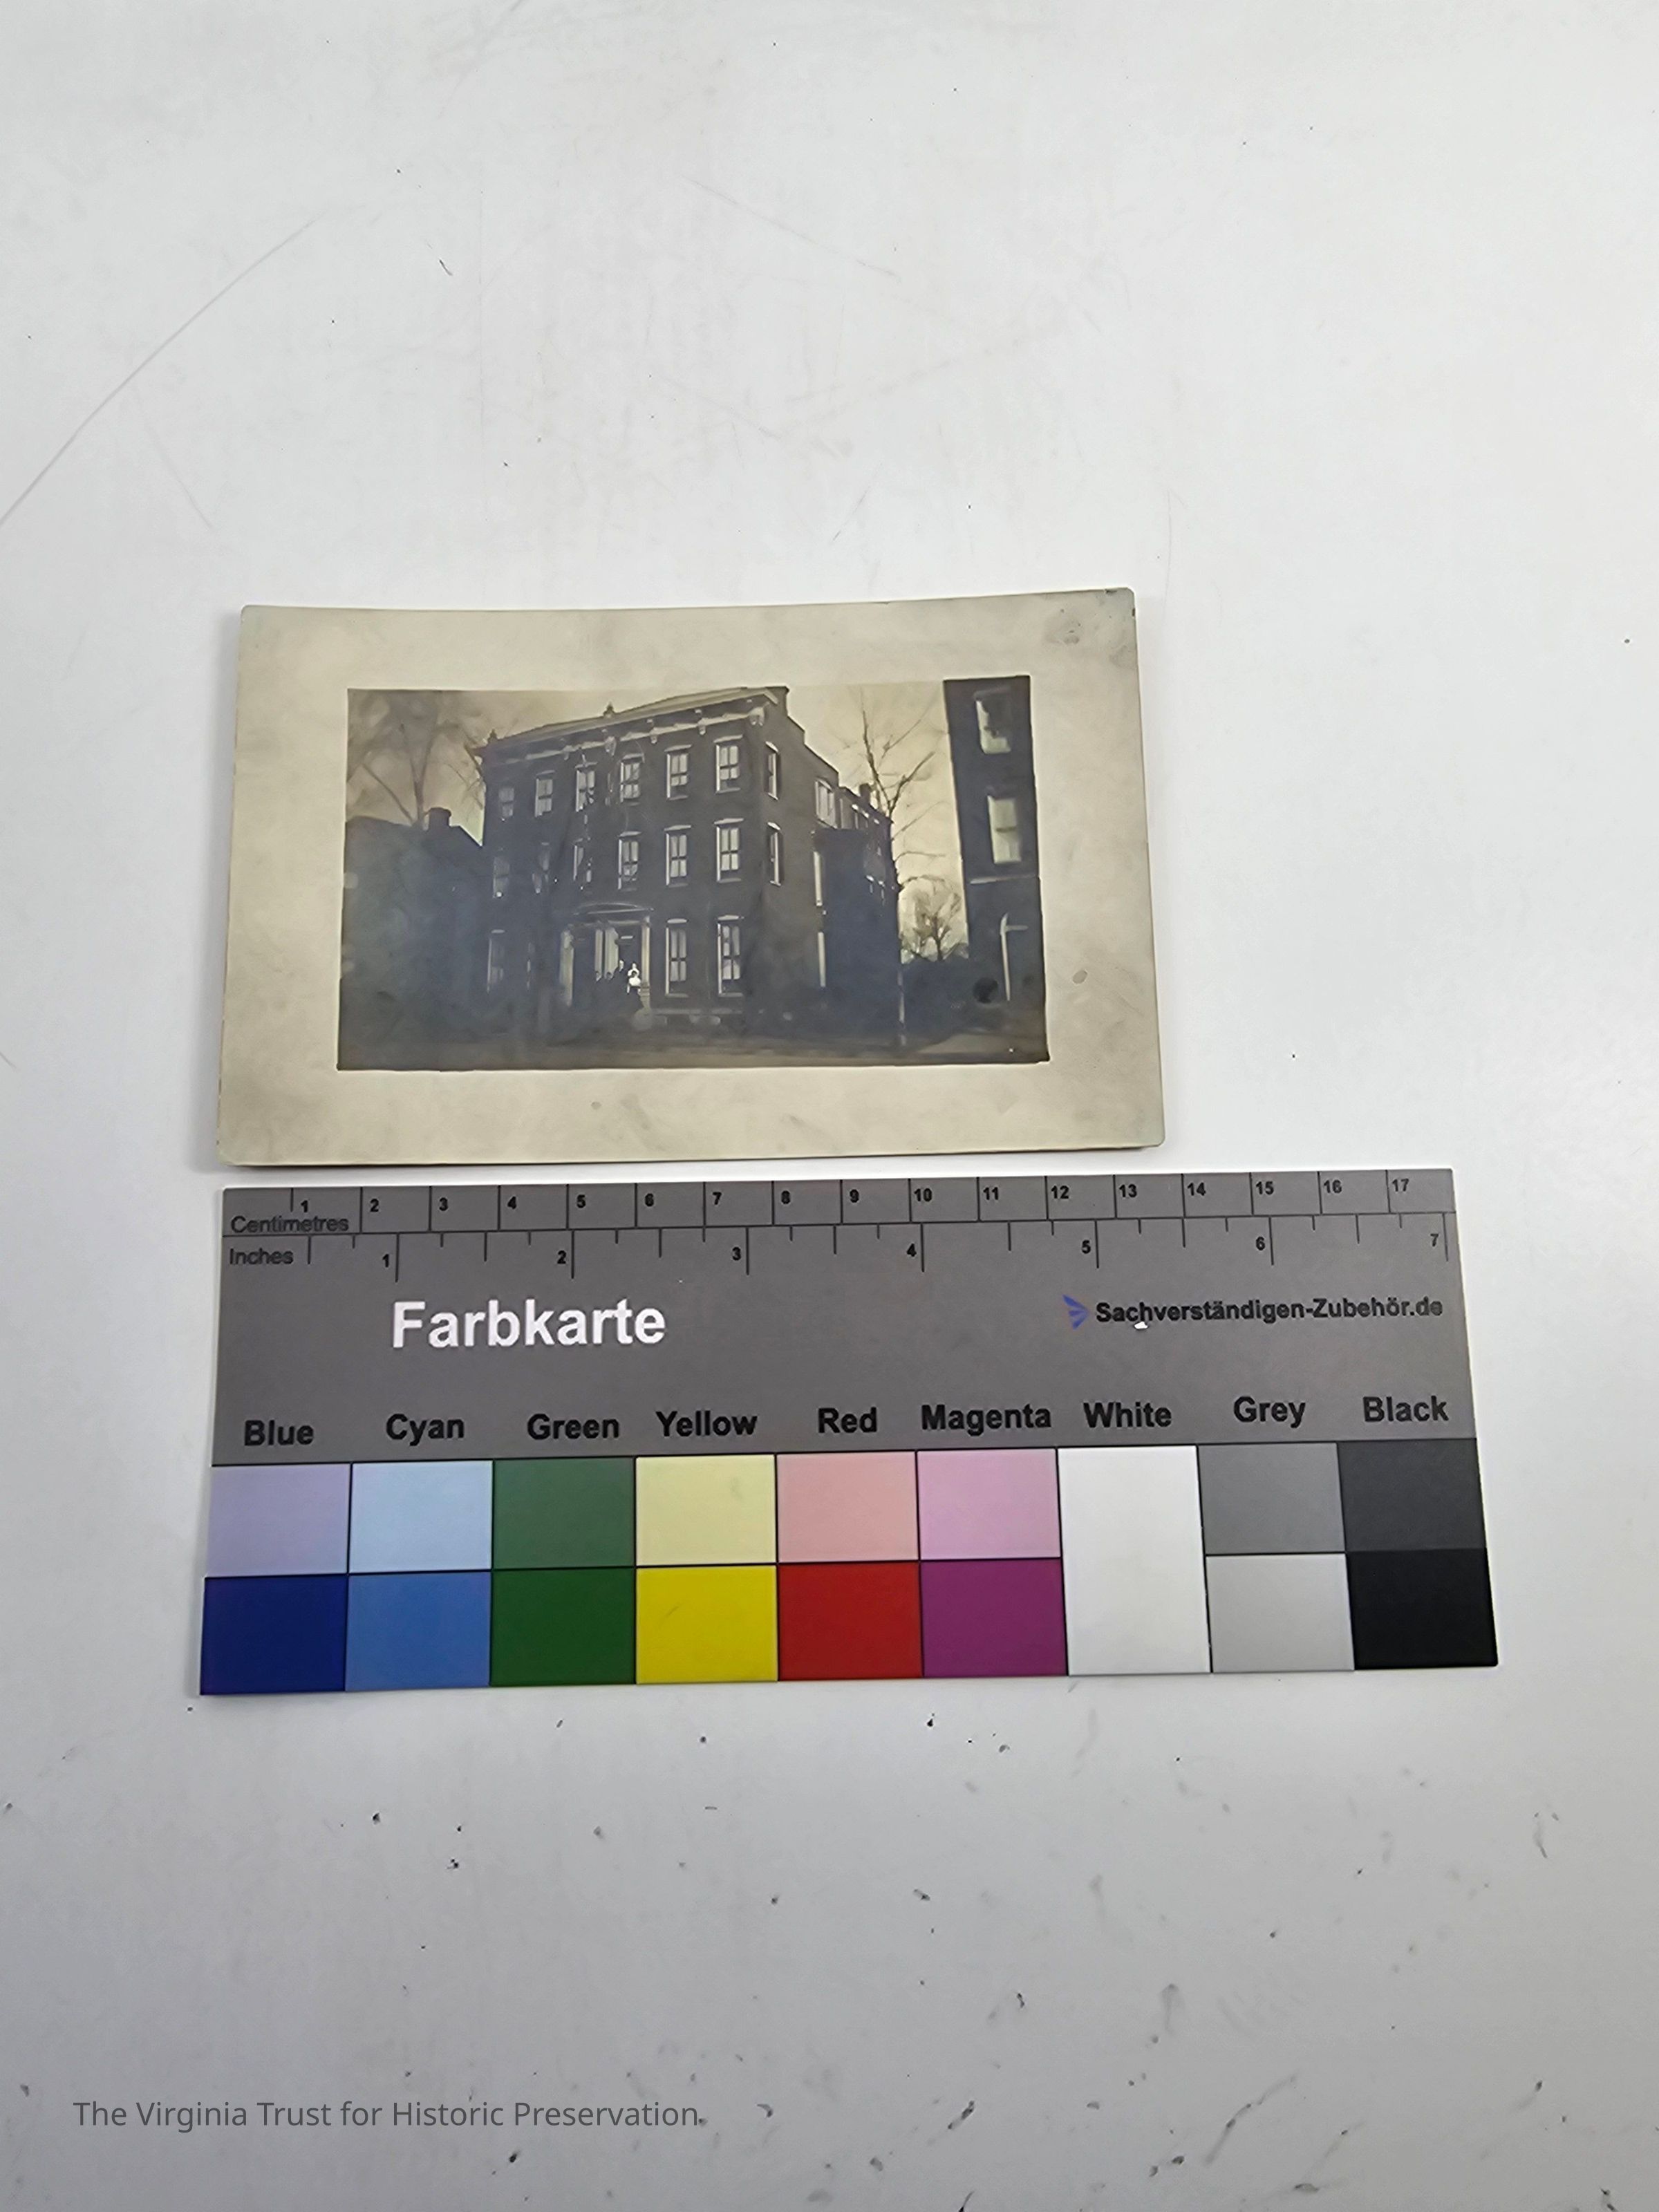 1 2 3 4 5 6 7 8 9 10 11 12 13 14 15 16 17
Centimetres
Inches 1 2 3 4 5 6 7
Farbkarte
Sachverständigen-Zubehör.de
Blue Cyan Green Yellow Red Magenta White Grey Black
The Virginia Trust for Historic Preservation